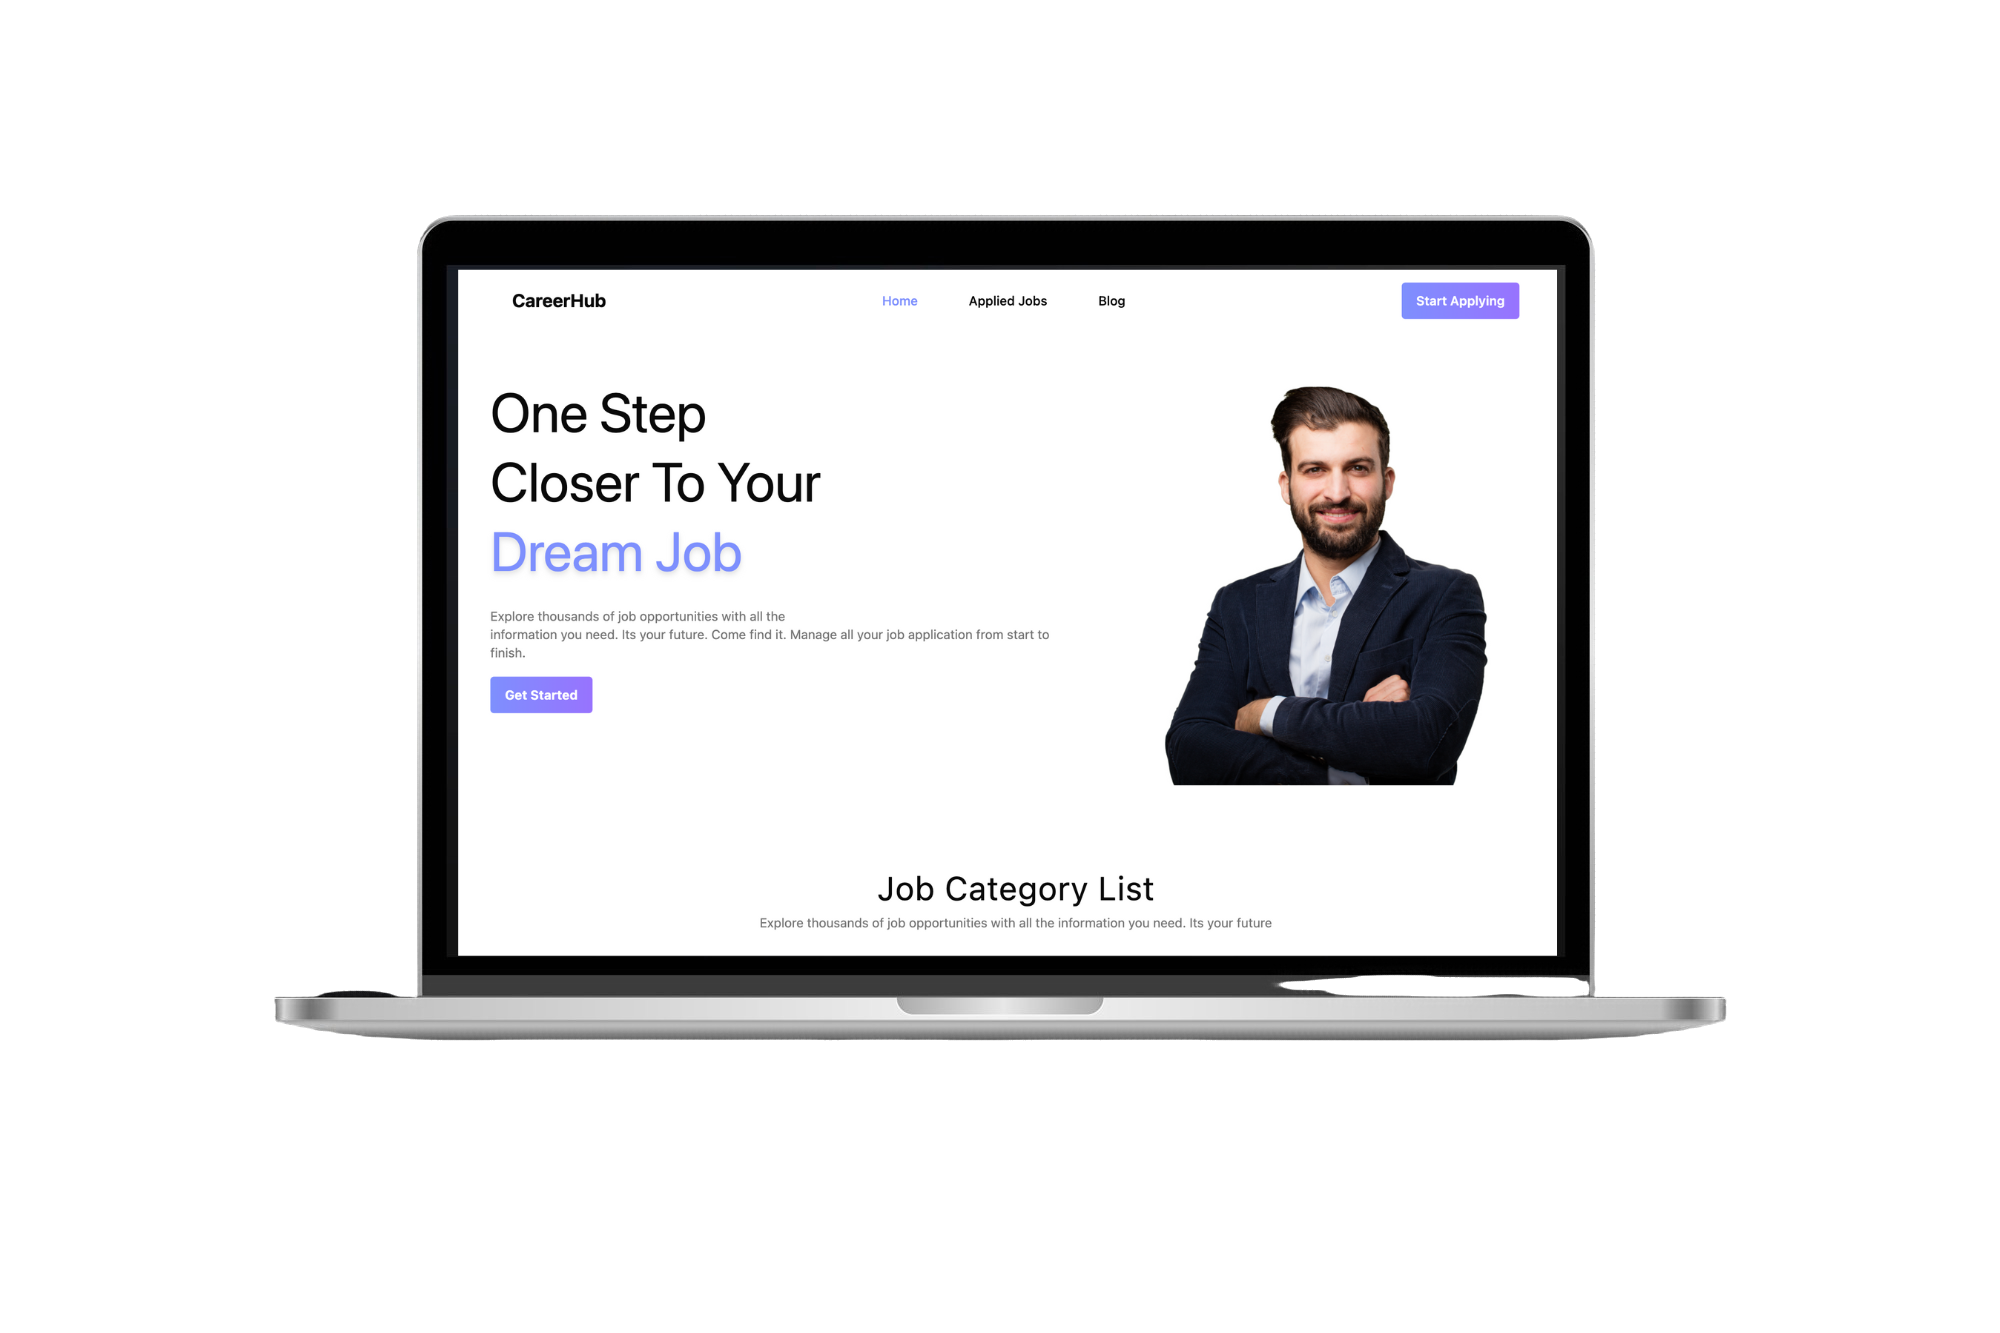 CareerHub
Home
Applied Jobs
Blog
Start Applying
One Step
Closer To Your
Dream Job
Explore thousands of job opportunities with all the
information you need. Its your future. Come find it. Manage all your job application from start to
finish.
Get Started
Job Category List
Explore thousands of job opportunities with all the information you need. Its your future